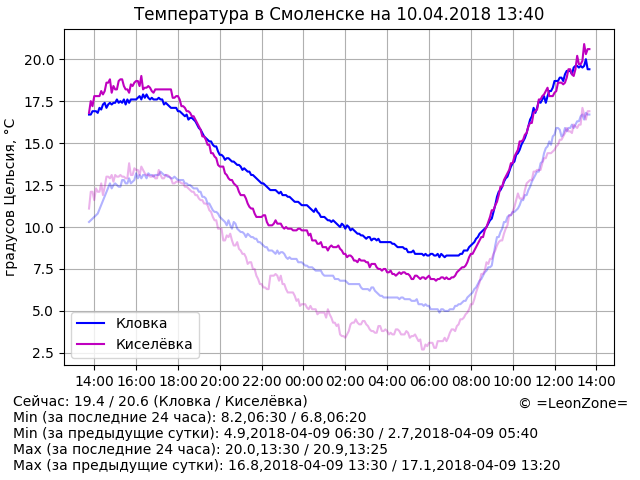 Температура в Смоленске на 10.04.2018 13:40
градусов Цельсия, °C
20.0
17.5
15.0
12.5
10.0
7.5
5.0
2.5
Кловка
Киселёвка
14:00 16:00 18:00 20:00 22:00 00:00 02:00 04:00 06:00 08:00 10:00 12:00 14:00
Сейчас: 19.4 / 20.6 (Кловка / Киселёвка)
© =LeonZone=
Min (за последние 24 часа): 8.2,06:30 / 6.8,06:20
Min (за предыдущие сутки): 4.9,2018-04-09 06:30 / 2.7,2018-04-09 05:40
Max (за последние 24 часа): 20.0,13:30 / 20.9,13:25
Max (за предыдущие сутки): 16.8,2018-04-09 13:30 / 17.1,2018-04-09 13:20